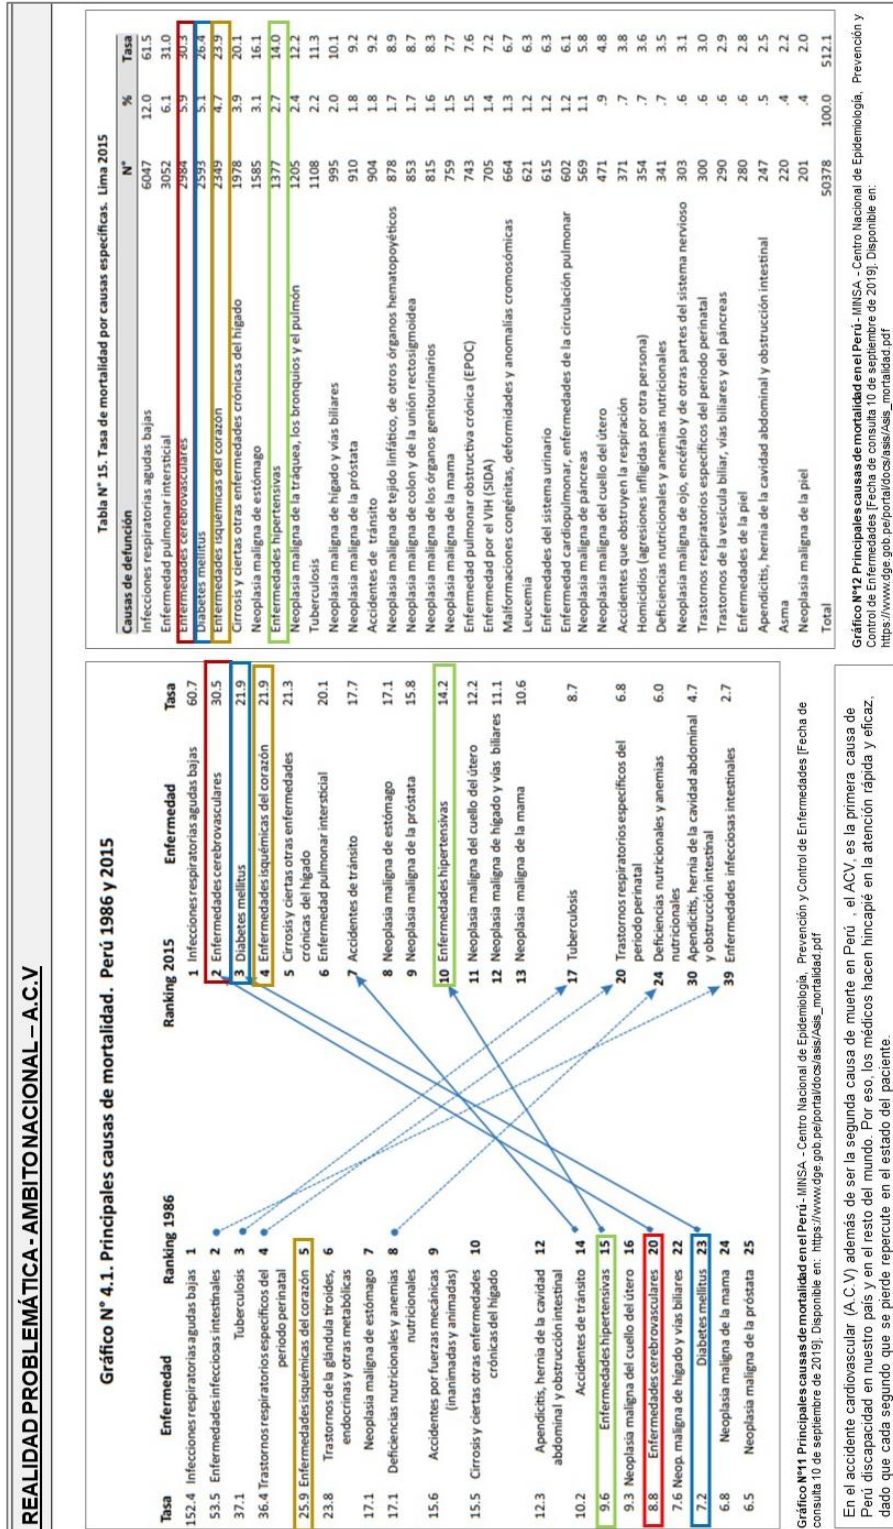 REALIDAD PROBLEMÁTICA - AMBITO NACIONAL – A.C.V
Gráfico N° 4.1. Principales causas de mortalidad. Perú 1986 y 2015
Tasa Enfermedad Ranking 1986
152.4 Infecciones respiratorias agudas bajas 1
53.5 Enfermedades infecciosas intestinales 2
37.1 Tuberculosis 3
36.4 Trastornos respiratorios específicos del 4
periodo perinatal
25.9 Enfermedades isquémicas del corazón 5
23.8 Trastornos de la glándula tiroides, 6
endocrinas y otras metabólicas
17.1 Neoplasia maligna de estómago 7
17.1 Deficiencias nutricionales y anemias 8
nutricionales
15.6 Accidentes por fuerzas mecánicas 9
(inanimadas y animadas)
15.5 Cirrosis y ciertas otras enfermedades 10
crónicas del hígado
12.3 Apendicitis, hernia de la cavidad 12
abdominal y obstrucción intestinal
10.2 Accidentes de tránsito 14
9.6 Enfermedades hipertensivas 15
9.3 Neoplasia maligna del cuello del útero 16
8.8 Enfermedades cerebrovasculares 20
7.6 Neop. maligna de hígado y vías biliares 22
7.2 Diabetes mellitus 23
6.8 Neoplasia maligna de la mama 24
6.5 Neoplasia maligna de la próstata 25
Ranking 2015 Enfermedad Tasa
1 Infecciones respiratorias agudas bajas 60.7
2 Enfermedades cerebrovasculares 30.5
3 Diabetes mellitus 21.9
4 Enfermedades isquémicas del corazón 21.9
5 Cirrosis y ciertas otras enfermedades 21.3
crónicas del hígado
6 Enfermedad pulmonar intersticial 20.1
7 Accidentes de tránsito 17.7
8 Neoplasia maligna de estómago 17.1
9 Neoplasia maligna de la próstata 15.8
10 Enfermedades hipertensivas 14.2
11 Neoplasia maligna del cuello del útero 12.2
12 Neoplasia maligna de hígado y vías biliares 11.1
13 Neoplasia maligna de la mama 10.6
17 Tuberculosis 8.7
20 Trastornos respiratorios específicos del 6.8
periodo perinatal
24 Deficiencias nutricionales y anemias 6.0
nutricionales
30 Apendicitis, hernia de la cavidad abdominal 4.7
y obstrucción intestinal
39 Enfermedades infecciosas intestinales 2.7
Gráfico N°11 Principales causas de mortalidad en el Perú - MINSA - Centro Nacional de Epidemiología, Prevención y Control de Enfermedades [Fecha de
consulta 10 de septiembre de 2019]. Disponible en: https://www.dge.gob.pe/portal/docs/asis/Asis_mortalidad.pdf
En el accidente cardiovascular (A.C.V) además de ser la segunda causa de muerte en Perú , el ACV, es la primera causa de
Perú discapacidad en nuestro país y en el resto del mundo. Por eso, los médicos hacen hincapié en la atención rápida y eficaz,
dado que cada segundo que se pierde repercute en el estado del paciente.
Tabla N° 15. Tasa de mortalidad por causas específicas. Lima 2015
Causas de defunción N° % Tasa
Infecciones respiratorias agudas bajas 6047 12.0 61.5
Enfermedad pulmonar intersticial 3052 6.1 31.0
Enfermedades cerebrovasculares 2984 5.9 30.3
Diabetes mellitus 2593 5.1 26.4
Enfermedades isquémicas del corazón 2349 4.7 23.9
Cirrosis y ciertas otras enfermedades crónicas del hígado 1978 3.9 20.1
Neoplasia maligna de estómago 1585 3.1 16.1
Enfermedades hipertensivas 1377 2.7 14.0
Neoplasia maligna de la tráquea, los bronquios y el pulmón 1205 2.4 12.2
Tuberculosis 1108 2.2 11.3
Neoplasia maligna de hígado y vías biliares 995 2.0 10.1
Neoplasia maligna de la próstata 910 1.8 9.2
Accidentes de tránsito 904 1.8 9.2
Neoplasia maligna de tejido linfático, de otros órganos hematopoyéticos 878 1.7 8.9
Neoplasia maligna de colon y de la unión rectosigmoidea 853 1.7 8.7
Neoplasia maligna de los órganos genitourinarios 815 1.6 8.3
Neoplasia maligna de la mama 759 1.5 7.7
Enfermedad pulmonar obstructiva crónica (EPOC) 743 1.5 7.6
Enfermedad por el VIH (SIDA) 705 1.4 7.2
Malformaciones congénitas, deformidades y anomalías cromosómicas 664 1.3 6.7
Leucemia 621 1.2 6.3
Enfermedades del sistema urinario 615 1.2 6.3
Enfermedad cardiopulmonar, enfermedades de la circulación pulmonar 602 1.2 6.1
Neoplasia maligna de páncreas 569 1.1 5.8
Neoplasia maligna del cuello del útero 471 .9 4.8
Accidentes que obstruyen la respiración 371 .7 3.8
Homicidios (agresiones infligidas por otra persona) 354 .7 3.6
Deficiencias nutricionales y anemias nutricionales 341 .7 3.5
Neoplasia maligna de ojo, encéfalo y de otras partes del sistema nervioso 303 .6 3.1
Trastornos respiratorios específicos del periodo perinatal 300 .6 3.0
Trastornos de la vesícula biliar, vías biliares y del páncreas 290 .6 2.9
Enfermedades de la piel 280 .6 2.8
Apendicitis, hernia de la cavidad abdominal y obstrucción intestinal 247 .5 2.5
Asma 220 .4 2.2
Neoplasia maligna de la piel 201 .4 2.0
Total 50378 100.0 512.1
Gráfico N°12 Principales causas de mortalidad en el Perú - MINSA - Centro Nacional de Epidemiología, Prevención y
Control de Enfermedades [Fecha de consulta 10 de septiembre de 2019]. Disponible en:
https://www.dge.gob.pe/portal/docs/asis/Asis_mortalidad.pdf